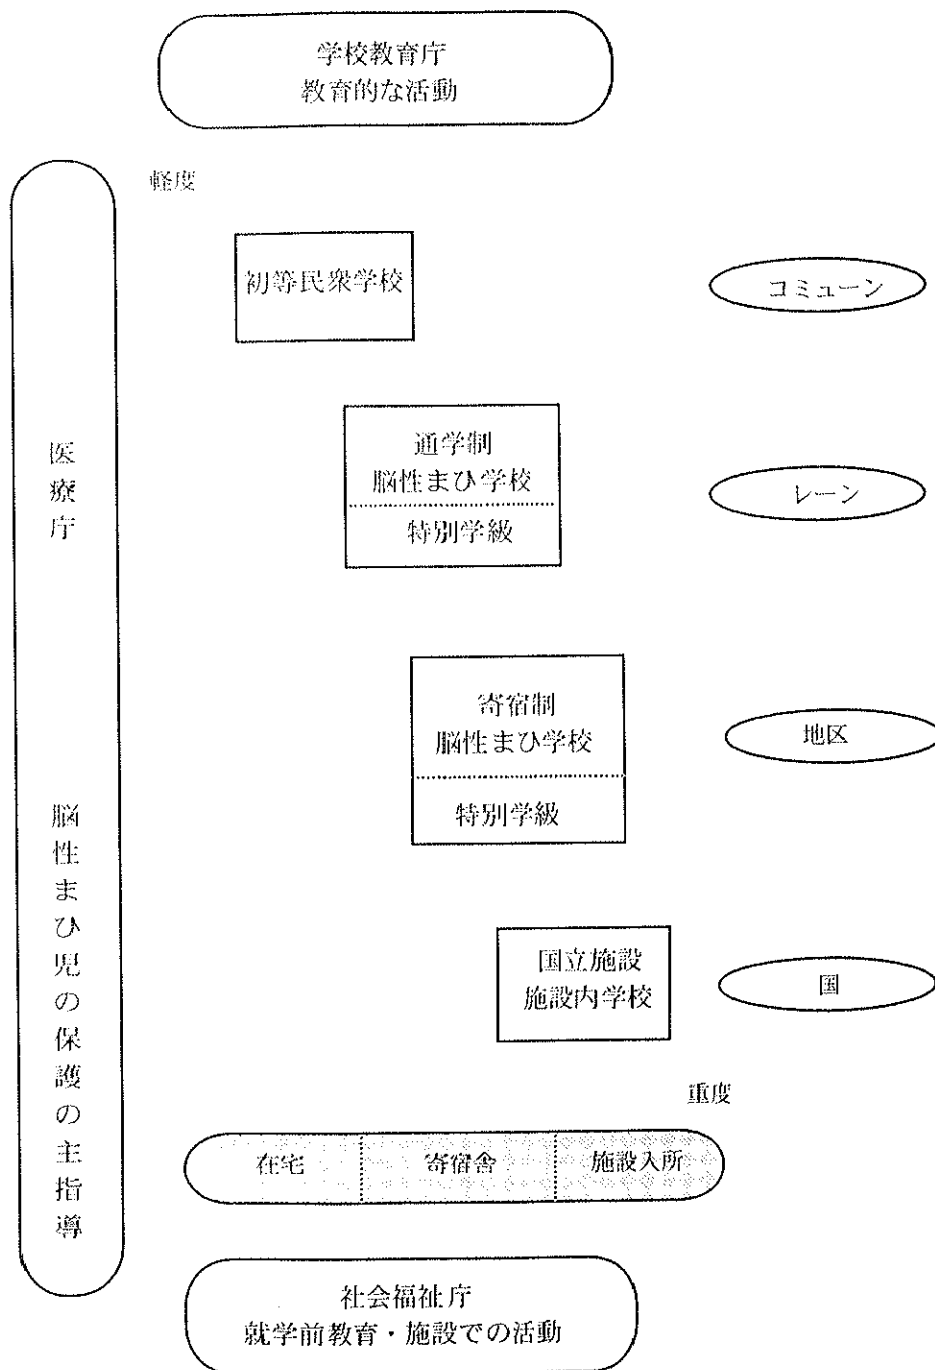 学校教育庁
教育的な活動
軽度
初等民衆学校
コミューン
医療庁
脳性まひ児の保護の主指導
通学制
脳性まひ学校
特別学級
レーン
寄宿制
脳性まひ学校
特別学級
地区
国立施設
施設内学校
国
重度
在宅
寄宿舎
施設入所
社会福祉庁
就学前教育・施設での活動